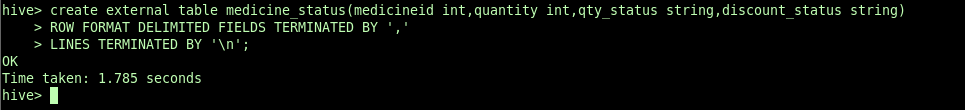 hive> create external table medicine_status(medicineid int,quantity int,qty_status string,discount_status string)
    > ROW FORMAT DELIMITED FIELDS TERMINATED BY ','
    > LINES TERMINATED BY '\n';
OK
Time taken: 1.785 seconds
hive>